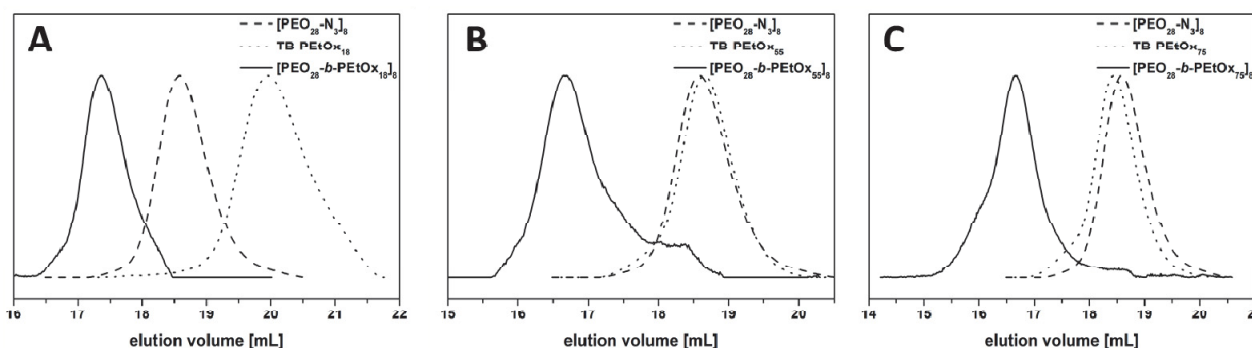 A
[PEO28-N3]8
TB PEtOx18
[PEO28-b-PEtOx18]8
16 17 18 19 20 21 22
elution volume [mL]
B
[PEO28-N3]8
TB PEtOx55
[PEO28-b-PEtOx55]8
15 16 17 18 19 20
elution volume [mL]
C
[PEO28-N3]8
TB PEtOx75
[PEO28-b-PEtOx75]8
14 15 16 17 18 19 20
elution volume [mL]